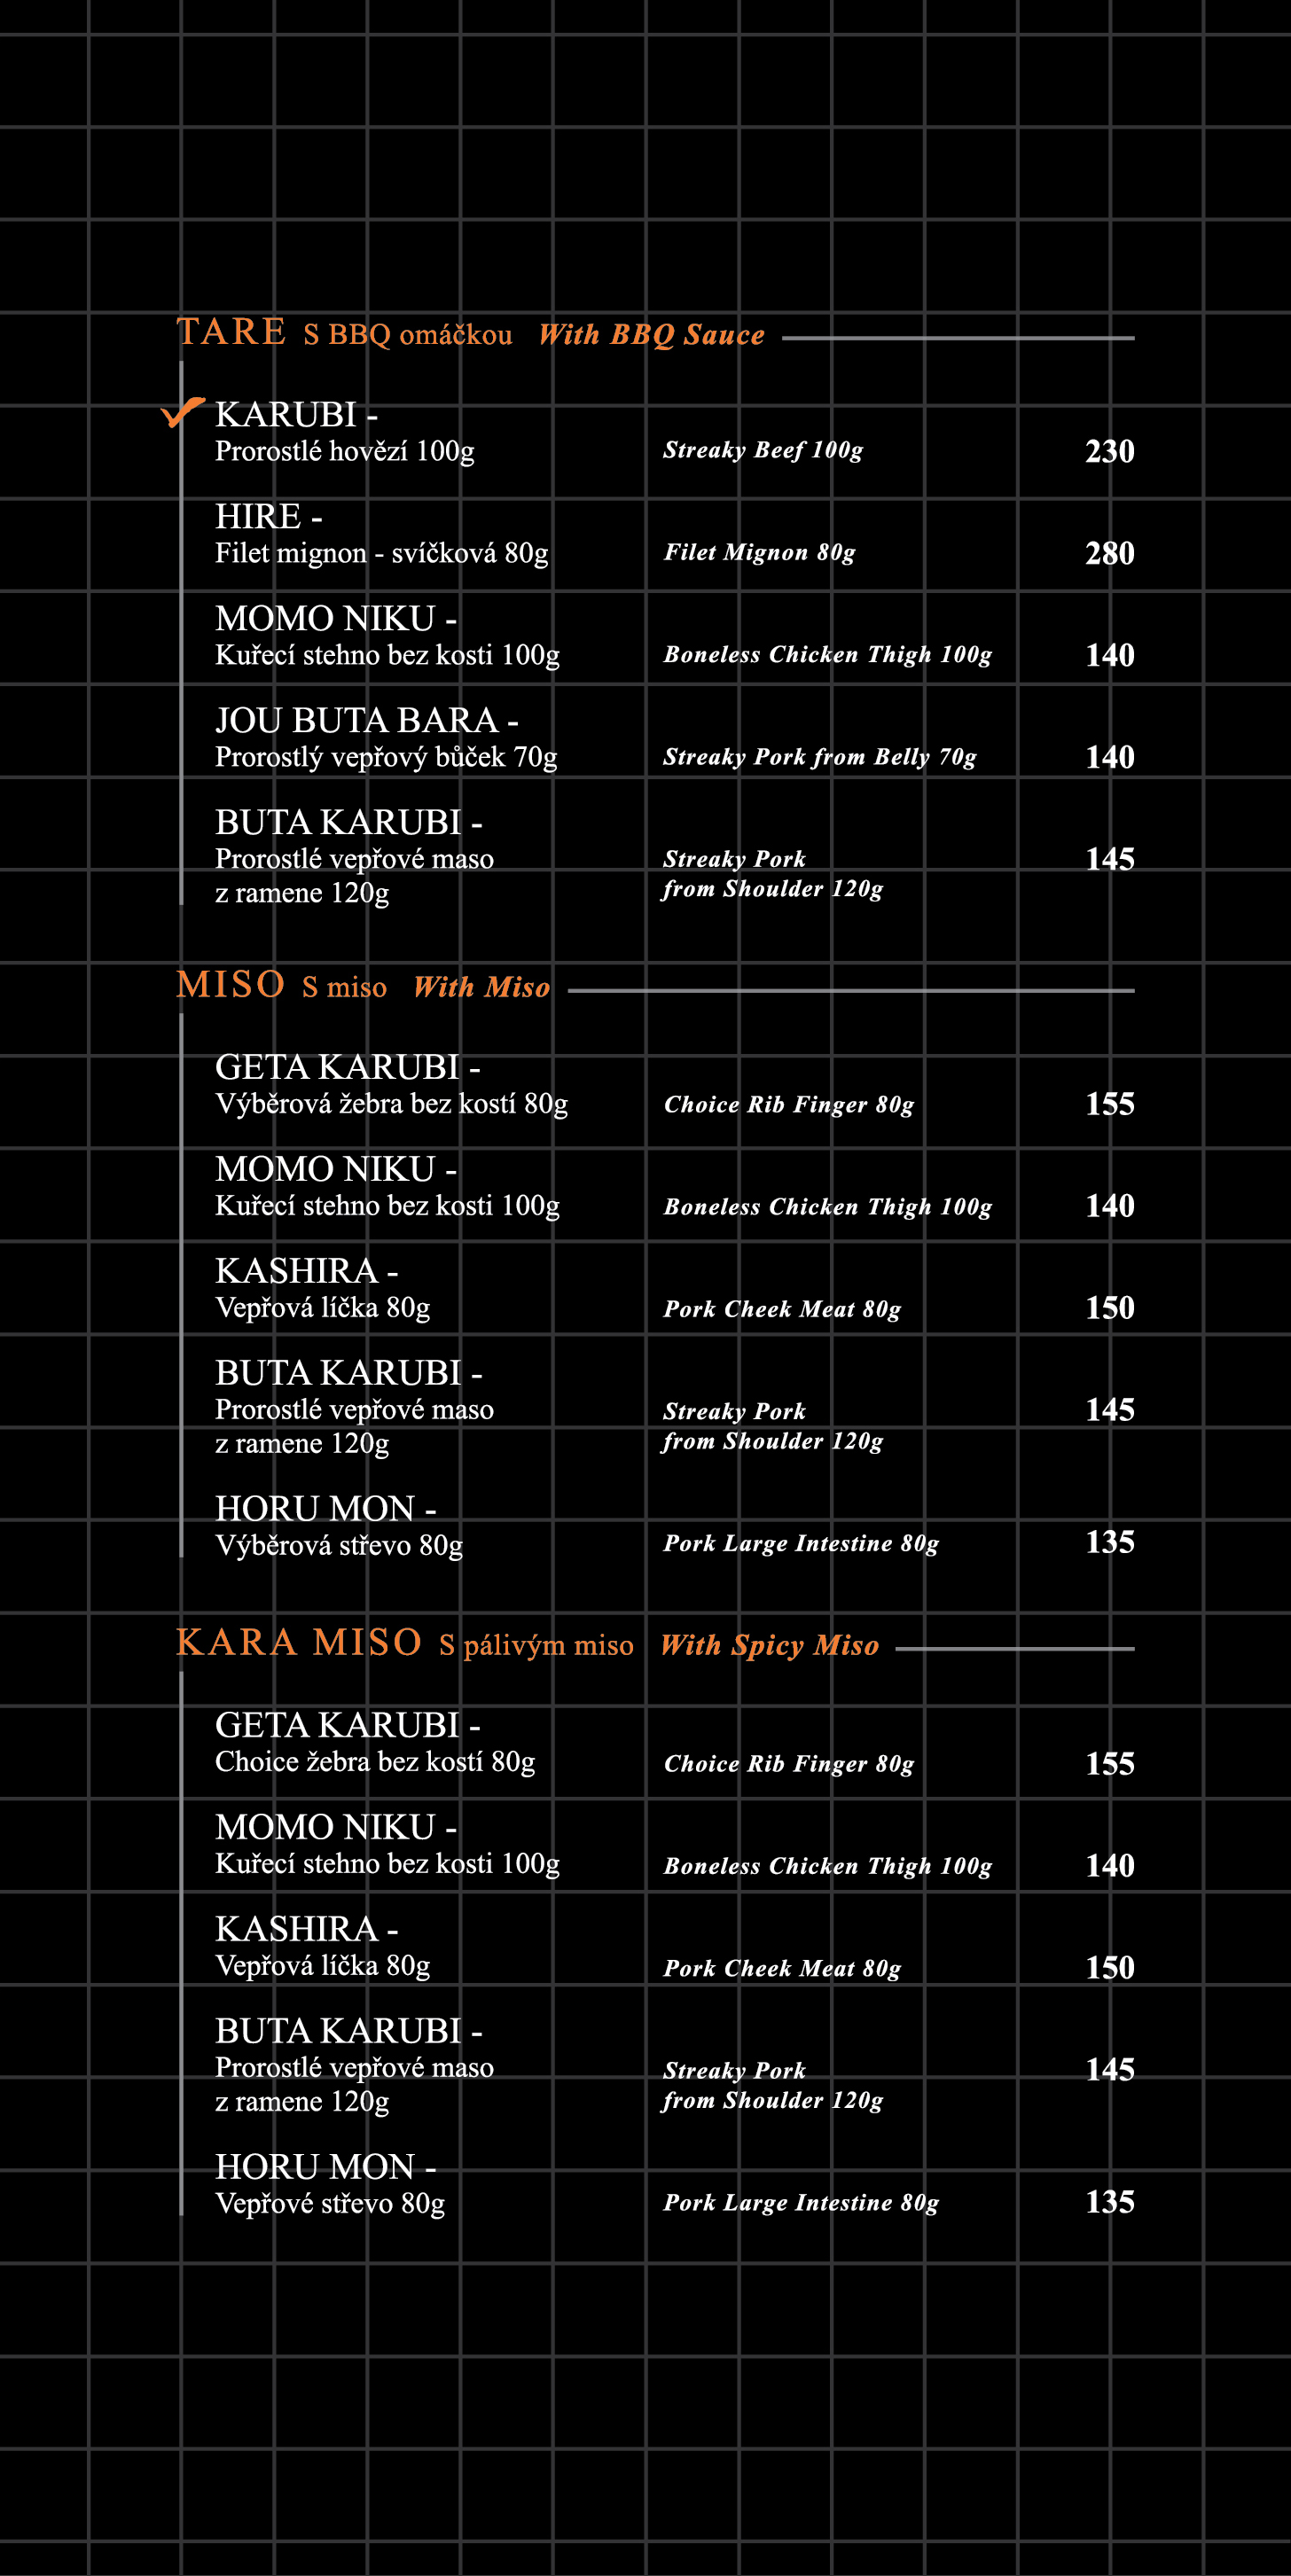 TARE S BBQ omáčkou With BBQ Sauce
KARUBI -
Prorostlé hovězí 100g Streaky Beef 100g 230
HIRE -
Filet mignon - svíčková 80g Filet Mignon 80g 280
MOMO NIKU -
Kuřecí stehno bez kosti 100g Boneless Chicken Thigh 100g 140
JOU BUTA BARA -
Prorostlý vepřový bůček 70g Streaky Pork from Belly 70g 140
BUTA KARUBI -
Prorostlé vepřové maso Streaky Pork 145
z ramene 120g from Shoulder 120g
MISO S miso With Miso
GETA KARUBI -
Výběrová žebra bez kostí 80g Choice Rib Finger 80g 155
MOMO NIKU -
Kuřecí stehno bez kosti 100g Boneless Chicken Thigh 100g 140
KASHIRA -
Vepřová líčka 80g Pork Cheek Meat 80g 150
BUTA KARUBI -
Prorostlé vepřové maso Streaky Pork 145
z ramene 120g from Shoulder 120g
HORU MON -
Výběrová střevo 80g Pork Large Intestine 80g 135
KARA MISO S pálivým miso With Spicy Miso
GETA KARUBI -
Choice žebra bez kostí 80g Choice Rib Finger 80g 155
MOMO NIKU -
Kuřecí stehno bez kosti 100g Boneless Chicken Thigh 100g 140
KASHIRA -
Vepřová líčka 80g Pork Cheek Meat 80g 150
BUTA KARUBI -
Prorostlé vepřové maso Streaky Pork 145
z ramene 120g from Shoulder 120g
HORU MON -
Vepřové střevo 80g Pork Large Intestine 80g 135